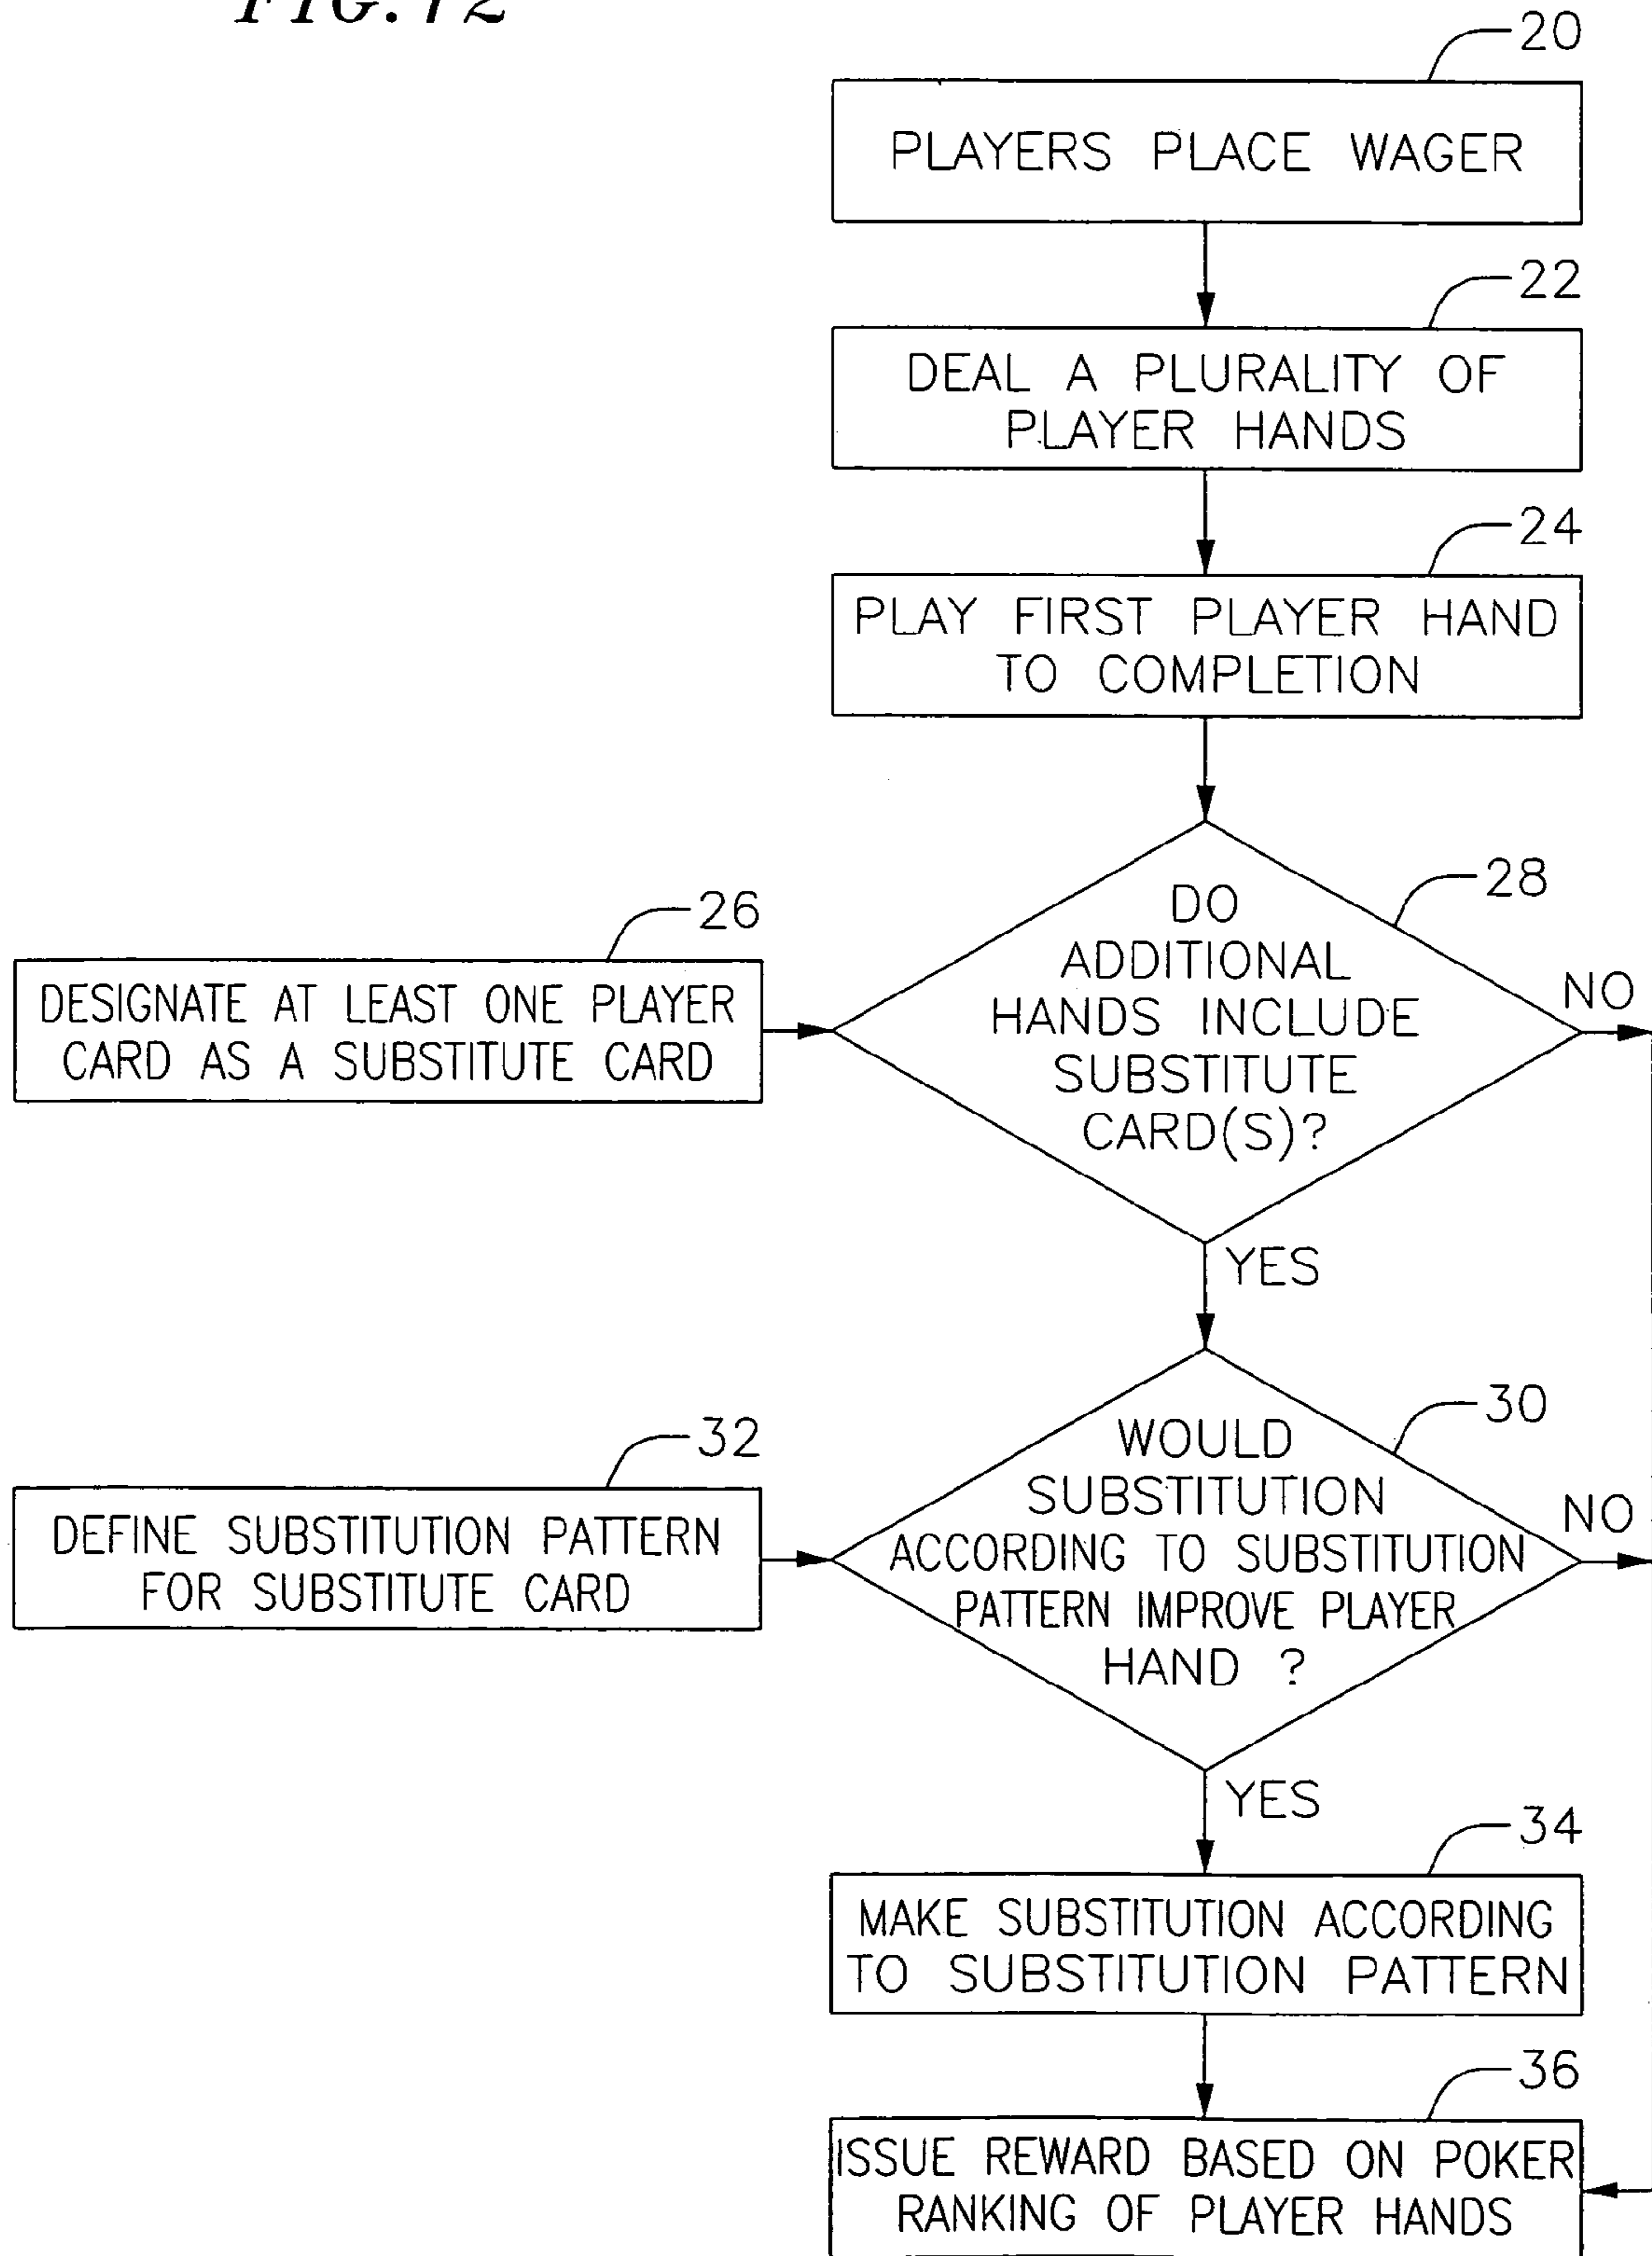 FIG. 12
20
PLAYERS PLACE WAGER
22
DEAL A PLURALITY OF
PLAYER HANDS
24
PLAY FIRST PLAYER HAND
TO COMPLETION
26
DESIGNATE AT LEAST ONE PLAYER
CARD AS A SUBSTITUTE CARD
28
DO
ADDITIONAL
HANDS INCLUDE
SUBSTITUTE
CARD(S)?
NO
YES
32
DEFINE SUBSTITUTION PATTERN
FOR SUBSTITUTE CARD
30
WOULD
SUBSTITUTION
ACCORDING TO SUBSTITUTION
PATTERN IMPROVE PLAYER
HAND ?
NO
YES
34
MAKE SUBSTITUTION ACCORDING
TO SUBSTITUTION PATTERN
36
ISSUE REWARD BASED ON POKER
RANKING OF PLAYER HANDS